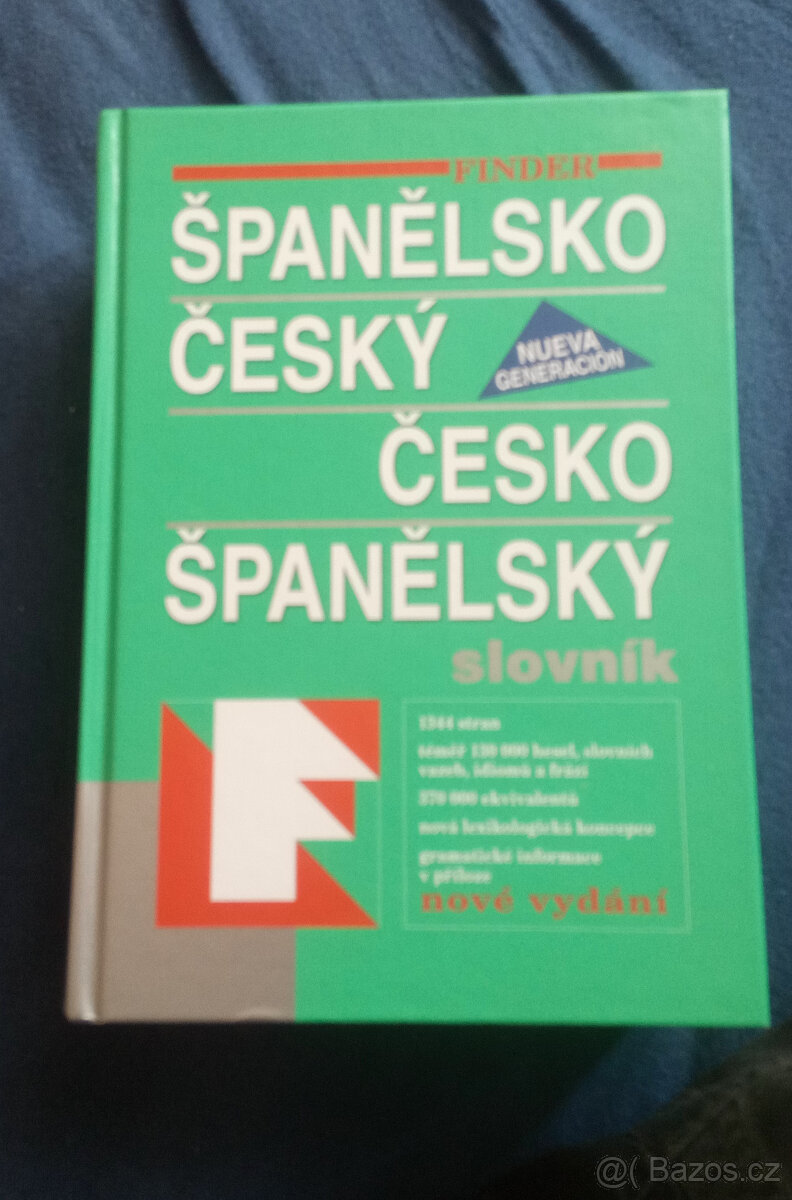 FINDER
ŠPANĚLSKO
ČESKÝ
NUEVA
GENERACIÓN
ČESKO
ŠPANĚLSKÝ
slovník
1344 stran
téměř 130 000 hesel, slovních
vazeb, idiomů a frází
370 000 ekvivalentů
nová lexikologická koncepce
gramatické informace
v příloze
nové vydání
@( Bazos.cz